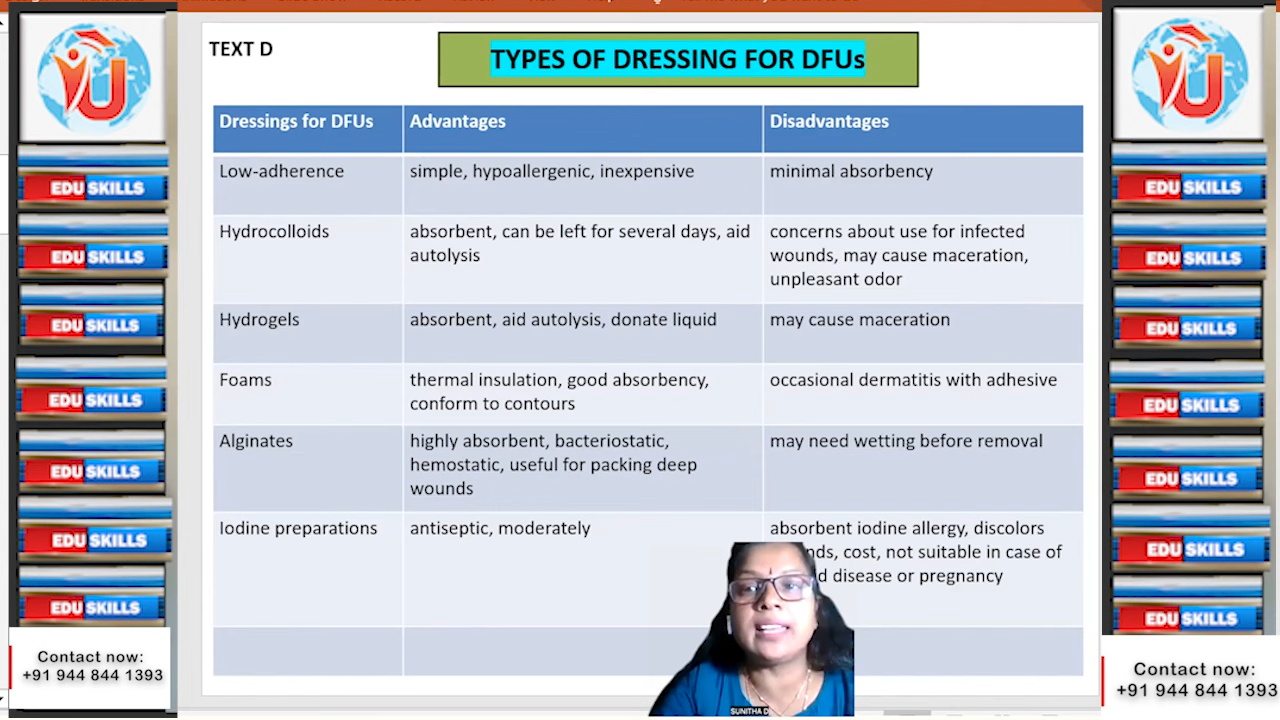 TEXT D
TYPES OF DRESSING FOR DFUs
Dressings for DFUs
Advantages
Disadvantages
Low-adherence
simple, hypoallergenic, inexpensive
minimal absorbency
Hydrocolloids
absorbent, can be left for several days, aid
autolysis
concerns about use for infected
wounds, may cause maceration,
unpleasant odor
Hydrogels
absorbent, aid autolysis, donate liquid
may cause maceration
Foams
thermal insulation, good absorbency,
conform to contours
occasional dermatitis with adhesive
Alginates
highly absorbent, bacteriostatic,
hemostatic, useful for packing deep
wounds
may need wetting before removal
Iodine preparations
antiseptic, moderately
absorbent iodine allergy, discolors
cost, not suitable in case of
disease or pregnancy
SUNITHA D
U
EDU SKILLS
EDU SKILLS
EDU SKILLS
EDU SKILLS
EDU SKILLS
EDU SKILLS
EDU SKILLS
Contact now:
+91 944 844 1393
U
EDU SKILLS
EDU SKILLS
EDU SKILLS
EDU SKILLS
EDU SKILLS
EDU SKILLS
EDU SKILLS
Contact now:
+91 944 844 1393